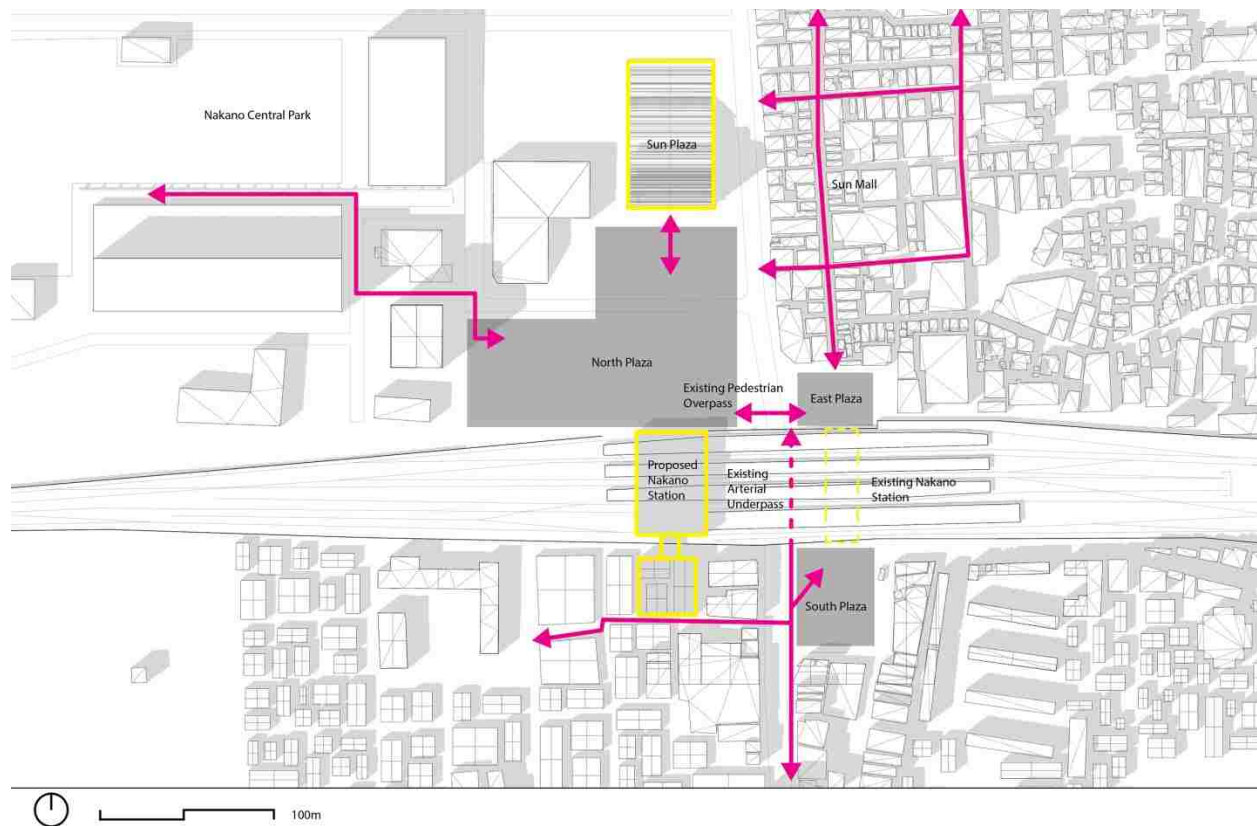 Nakano Central Park
Sun Plaza
Sun Mall
North Plaza
Existing Pedestrian
Overpass
East Plaza
Proposed
Nakano
Station
Existing
Arterial
Underpass
Existing Nakano
Station
South Plaza
100m